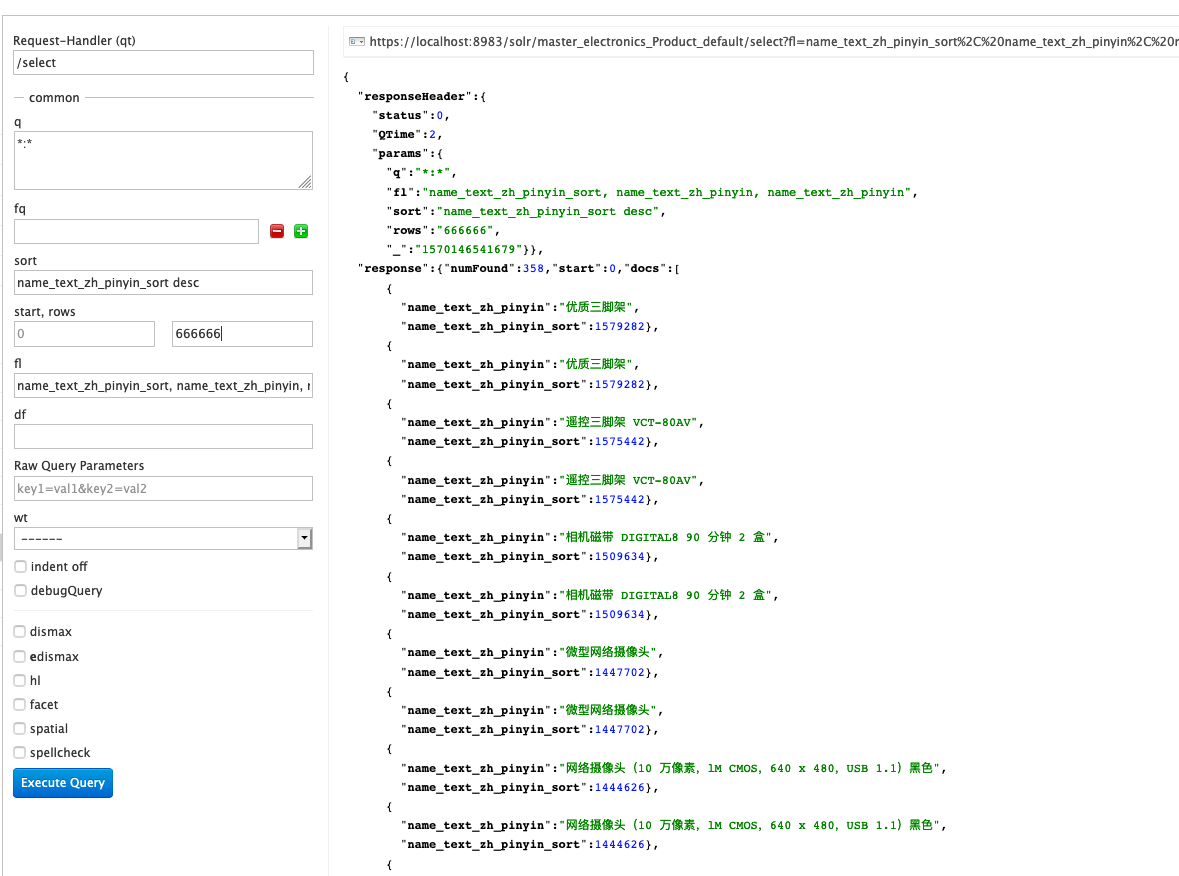 Request-Handler (qt)
/select
common
q
*:*
fq
sort
name_text_zh_pinyin_sort desc
start, rows
0
666666
fl
name_text_zh_pinyin_sort, name_text_zh_pinyin, r
df
Raw Query Parameters
key1=val1&key2=val2
wt
------
indent off
debugQuery
dismax
edismax
hl
facet
spatial
spellcheck
Execute Query
https://localhost:8983/solr/master_electronics_Product_default/select?fl=name_text_zh_pinyin_sort%2C%20name_text_zh_pinyin%2C%20r
{
"responseHeader":{
"status":0,
"QTime":2,
"params":{
"q":"*:*",
"fl":"name_text_zh_pinyin_sort, name_text_zh_pinyin, name_text_zh_pinyin",
"sort":"name_text_zh_pinyin_sort desc",
"rows":"666666",
"_":"1570146541679"}},
"response":{"numFound":358,"start":0,"docs":[
{
"name_text_zh_pinyin":"优质三脚架",
"name_text_zh_pinyin_sort":1579282},
{
"name_text_zh_pinyin":"优质三脚架",
"name_text_zh_pinyin_sort":1579282},
{
"name_text_zh_pinyin":"遥控三脚架 VCT-80AV",
"name_text_zh_pinyin_sort":1575442},
{
"name_text_zh_pinyin":"遥控三脚架 VCT-80AV",
"name_text_zh_pinyin_sort":1575442},
{
"name_text_zh_pinyin":"相机磁带 DIGITAL8 90 分钟 2 盒",
"name_text_zh_pinyin_sort":1509634},
{
"name_text_zh_pinyin":"相机磁带 DIGITAL8 90 分钟 2 盒",
"name_text_zh_pinyin_sort":1509634},
{
"name_text_zh_pinyin":"微型网络摄像头",
"name_text_zh_pinyin_sort":1447702},
{
"name_text_zh_pinyin":"微型网络摄像头",
"name_text_zh_pinyin_sort":1447702},
{
"name_text_zh_pinyin":"网络摄像头（10 万像素，1M CMOS，640 x 480，USB 1.1）黑色",
"name_text_zh_pinyin_sort":1444626},
{
"name_text_zh_pinyin":"网络摄像头（10 万像素，1M CMOS，640 x 480，USB 1.1）黑色",
"name_text_zh_pinyin_sort":1444626},
{